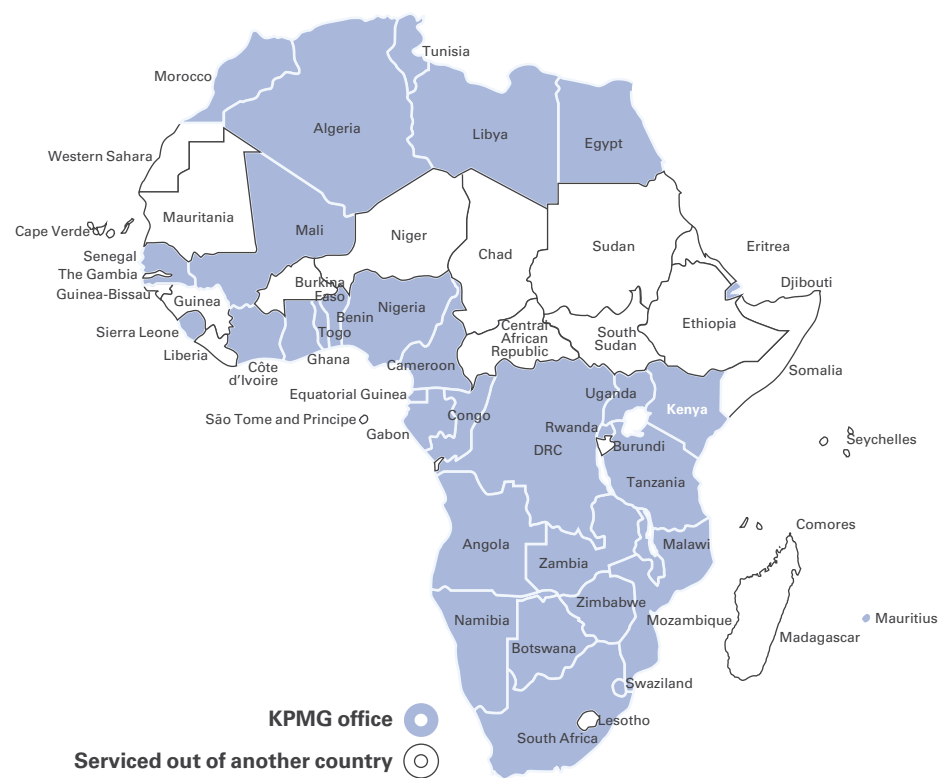 Tunisia
Morocco
Algeria
Libya
Egypt
Western Sahara
Mauritania
Cape Verde
Mali
Niger
Chad
Sudan
Eritrea
Senegal
The Gambia
Djibouti
Guinea-Bissau
Guinea
Burkina
Faso
Benin
Nigeria
Togo
Sierra Leone
Liberia
Ghana
Côte
d'Ivoire
Cameroon
Central
African
Republic
South
Sudan
Ethiopia
Somalia
Equatorial Guinea
São Tome and Principe
Gabon
Congo
Uganda
Kenya
Rwanda
DRC
Burundi
Seychelles
Tanzania
Comores
Angola
Malawi
Zambia
Zimbabwe
Namibia
Mozambique
Mauritius
Madagascar
Botswana
Swaziland
Lesotho
South Africa
KPMG office
Serviced out of another country